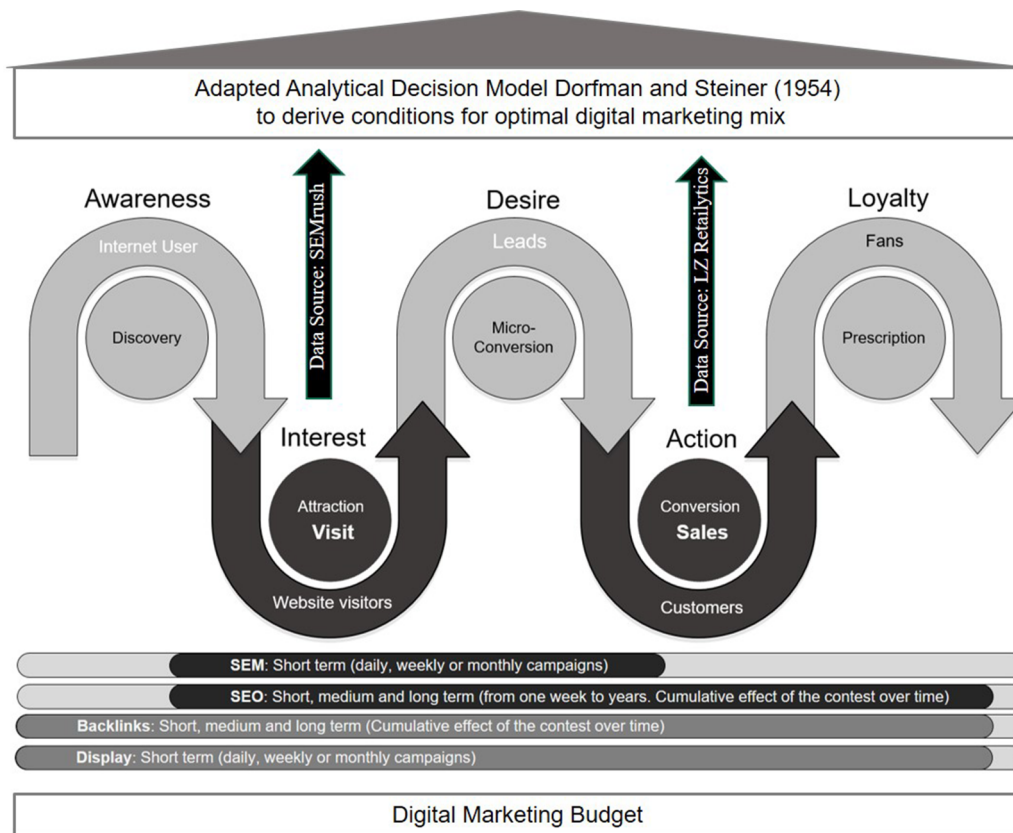 Adapted Analytical Decision Model Dorfman and Steiner (1954)
to derive conditions for optimal digital marketing mix
Awareness
Internet User
Discovery
Data Source: SEMrush
Interest
Attraction
Visit
Website visitors
Desire
Leads
Micro-
Conversion
Data Source: LZ Retailytics
Action
Conversion
Sales
Customers
Loyalty
Fans
Prescription
SEM: Short term (daily, weekly or monthly campaigns)
SEO: Short, medium and long term (from one week to years. Cumulative effect of the contest over time)
Backlinks: Short, medium and long term (Cumulative effect of the contest over time)
Display: Short term (daily, weekly or monthly campaigns)
Digital Marketing Budget